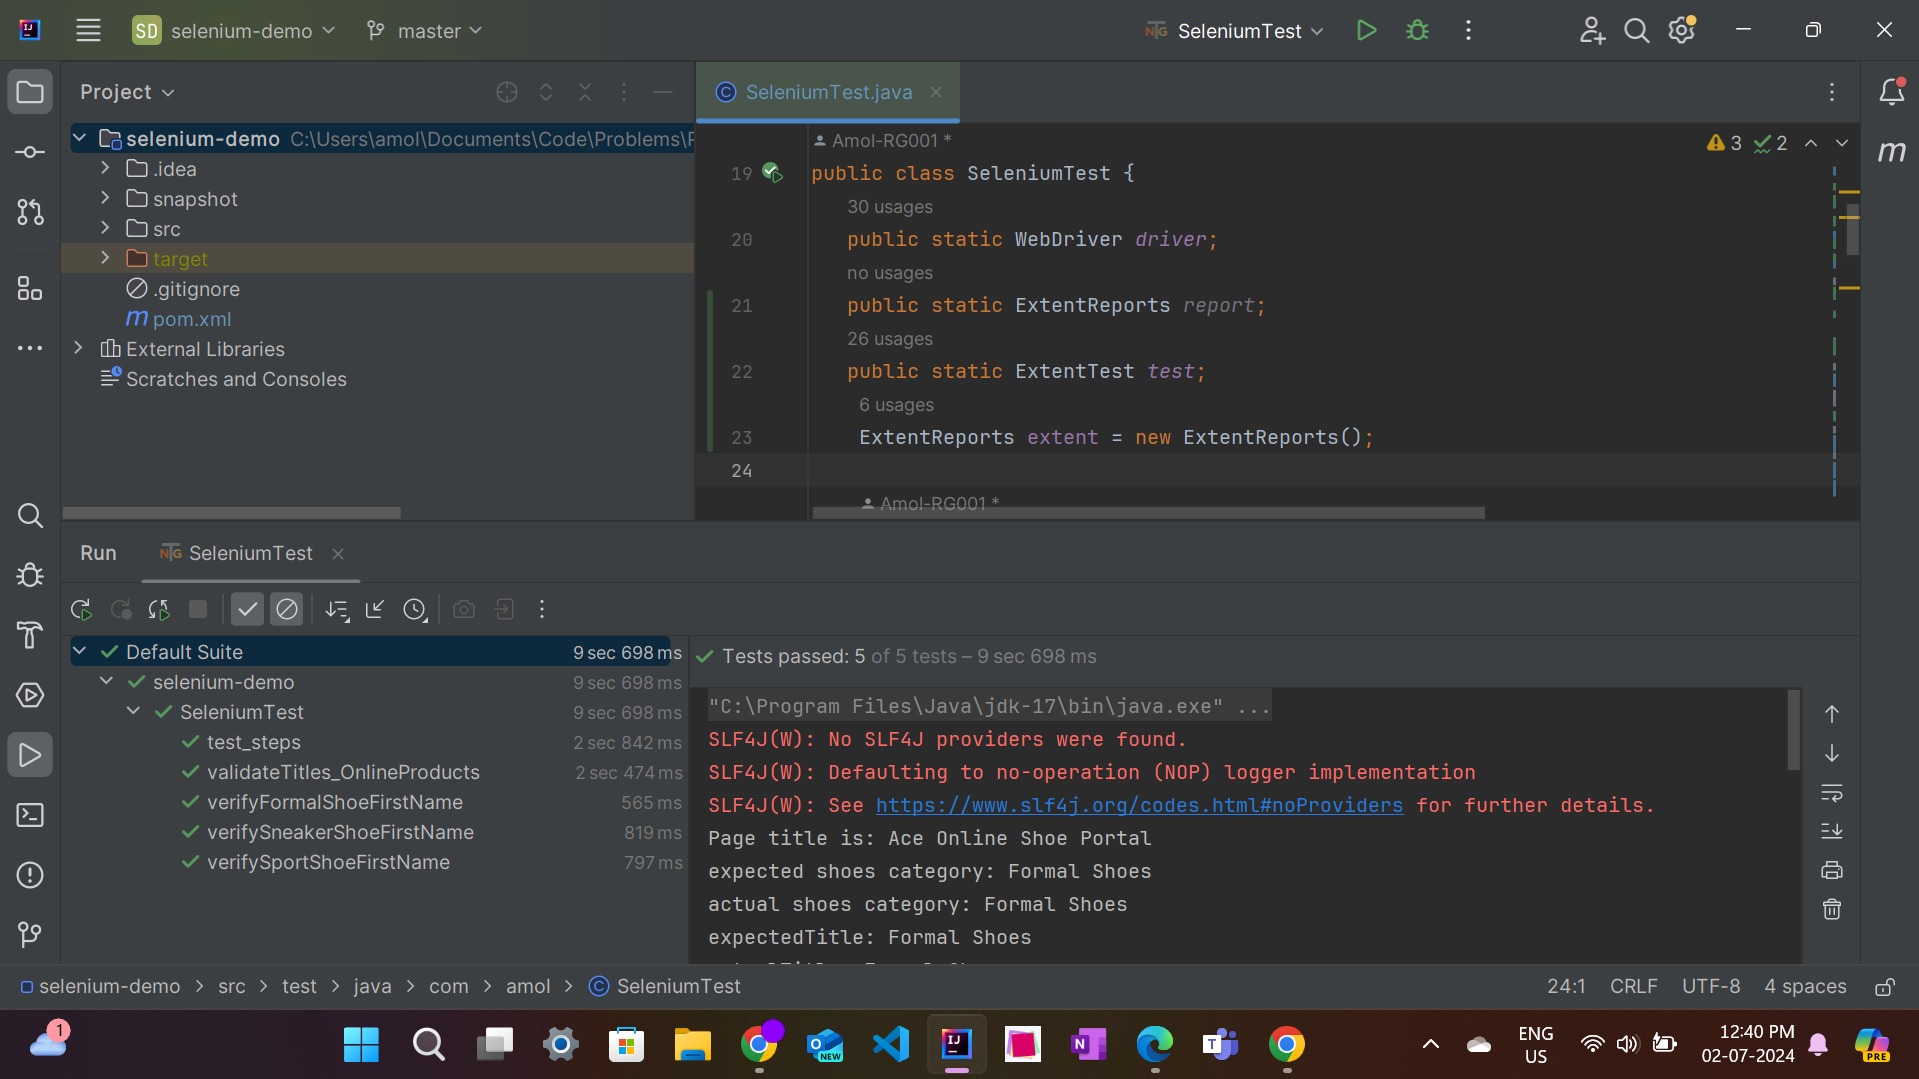 SD selenium-demo master SeleniumTest
Project
SeleniumTest.java
selenium-demo C:\Users\amol\Documents\Code\Problems\
.idea
snapshot
src
target
.gitignore
m pom.xml
External Libraries
Scratches and Consoles
Amol-RG001 *
3 2
19 public class SeleniumTest {
30 usages
20 public static WebDriver driver;
no usages
21 public static ExtentReports report;
26 usages
22 public static ExtentTest test;
6 usages
23 ExtentReports extent = new ExtentReports();
24
Amol-RG001 *
m
Run SeleniumTest
Default Suite 9 sec 698 ms
selenium-demo 9 sec 698 ms
SeleniumTest 9 sec 698 ms
test_steps 2 sec 842 ms
validateTitles_OnlineProducts 2 sec 474 ms
verifyFormalShoeFirstName 565 ms
verifySneakerShoeFirstName 819 ms
verifySportShoeFirstName 797 ms
Tests passed: 5 of 5 tests – 9 sec 698 ms
"C:\Program Files\Java\jdk-17\bin\java.exe" ...
SLF4J(W): No SLF4J providers were found.
SLF4J(W): Defaulting to no-operation (NOP) logger implementation
SLF4J(W): See https://www.slf4j.org/codes.html#noProviders for further details.
Page title is: Ace Online Shoe Portal
expected shoes category: Formal Shoes
actual shoes category: Formal Shoes
expectedTitle: Formal Shoes
selenium-demo > src > test > java > com > amol > SeleniumTest
24:1 CRLF UTF-8 4 spaces
1
NEW
ENG
US
12:40 PM
02-07-2024
PRE